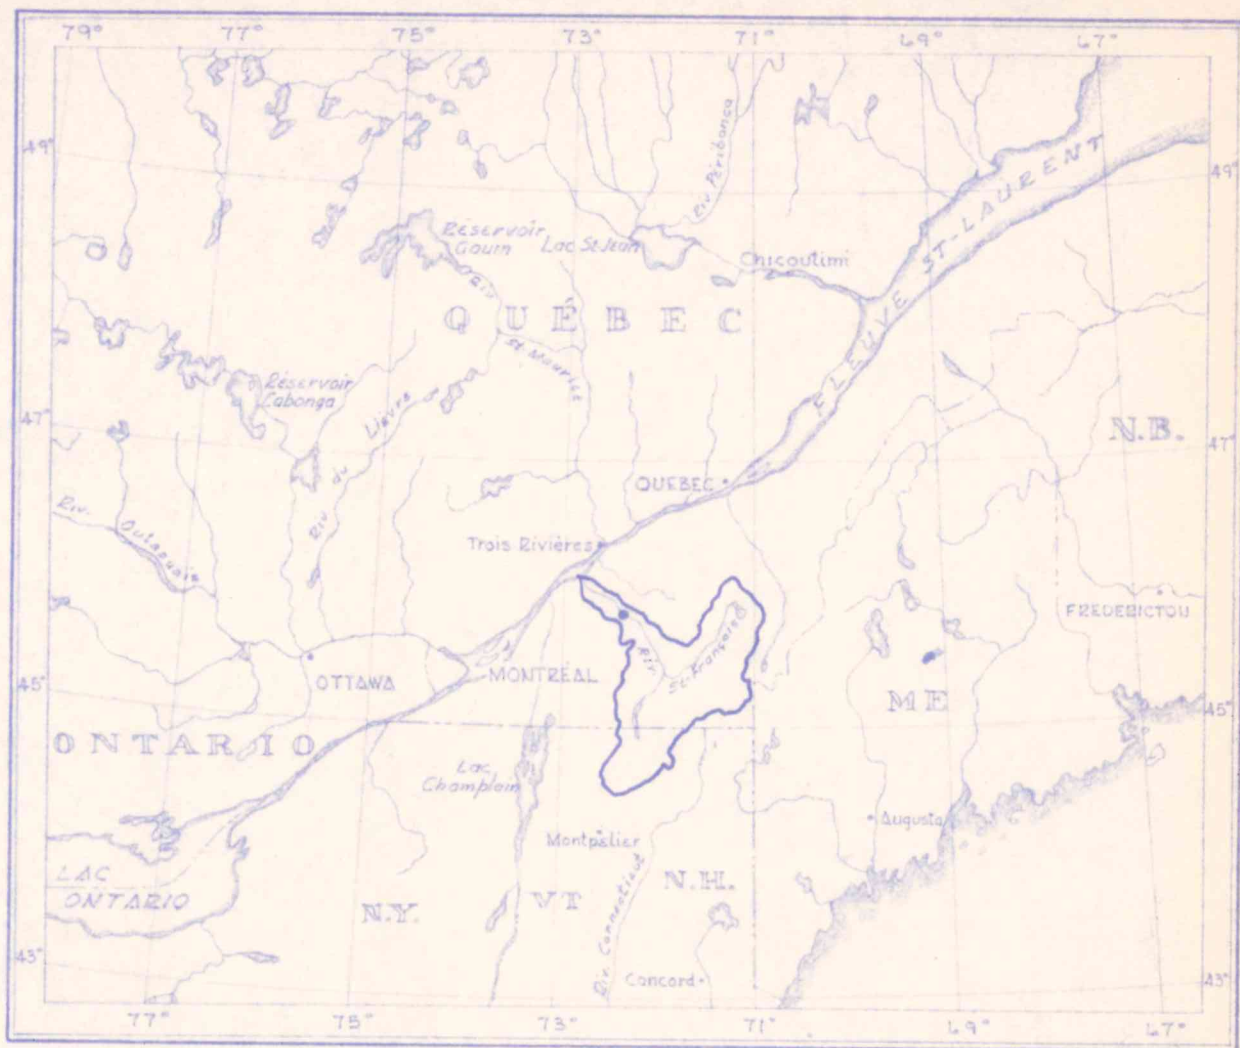 79° 77° 75° 73° 71° 69° 67°
49°
49°
Riv. Péribonca
FLEUVE ST-LAURENT
Réservoir
Gouin
Lac St-Jean
Chicoutimi
QUÉBEC
Riv.
St-Maurice
Réservoir
Cabonga
Riv. du Lièvre
47°
47°
N.B.
QUÉBEC
Riv. Outaouais
Trois Rivières
FREDERICTON
Riv. St-François
45°
45°
OTTAWA
MONTRÉAL
ME
ONTARIO
Lac
Champlain
Augusta
Montpelier
LAC
ONTARIO
N.Y.
VT
N.H.
Riv. Connecticut
43°
43°
Concord
77° 75° 73° 71° 69° 67°